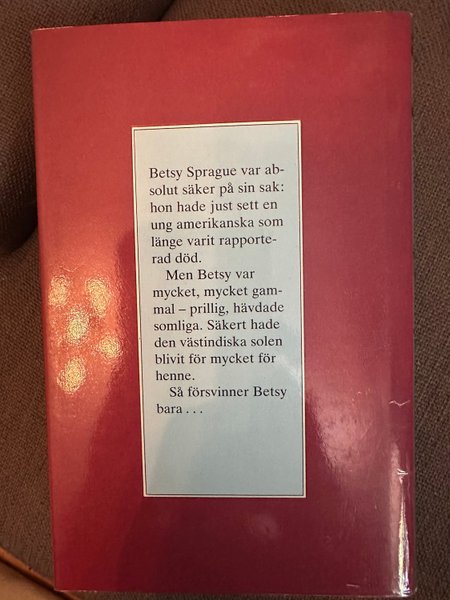 Betsy Sprague var ab-
solut säker på sin sak:
hon hade just sett en
ung amerikanska som
länge varit rapporte-
rad död.
Men Betsy var
mycket, mycket gam-
mal – prillig, hävdade
somliga. Säkert hade
den västindiska solen
blivit för mycket för
henne.
Så försvinner Betsy
bara . . .